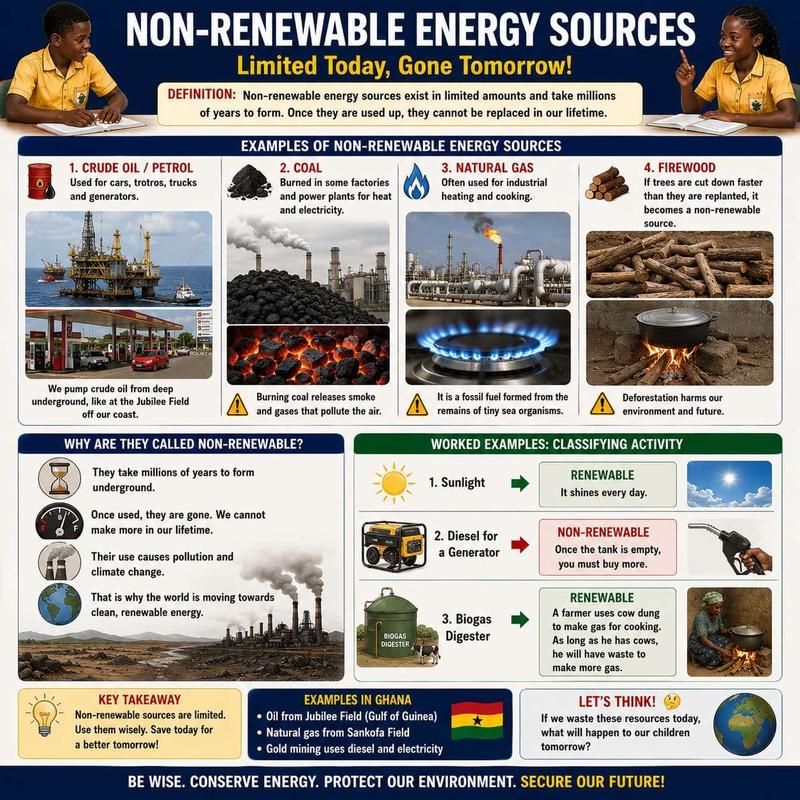 NON-RENEWABLE ENERGY SOURCES
Limited Today, Gone Tomorrow!
DEFINITION: Non-renewable energy sources exist in limited amounts and take millions
of years to form. Once they are used up, they cannot be replaced in our lifetime.
EXAMPLES OF NON-RENEWABLE ENERGY SOURCES
1. CRUDE OIL / PETROL
Used for cars, trotros, trucks
and generators.
We pump crude oil from deep
underground, like at the Jubilee Field
off our coast.
2. COAL
Burned in some factories
and power plants for heat
and electricity.
Burning coal releases smoke
and gases that pollute the air.
3. NATURAL GAS
Often used for industrial
heating and cooking.
It is a fossil fuel formed from the
remains of tiny sea organisms.
4. FIREWOOD
If trees are cut down faster
than they are replanted, it
becomes a non-renewable
source.
Deforestation harms our
environment and future.
WHY ARE THEY CALLED NON-RENEWABLE?
They take millions of years to form
underground.
E F
Once used, they are gone. We cannot
make more in our lifetime.
Their use causes pollution and
climate change.
That is why the world is moving towards
clean, renewable energy.
WORKED EXAMPLES: CLASSIFYING ACTIVITY
1. Sunlight
RENEWABLE
It shines every day.
2. Diesel for
a Generator
NON-RENEWABLE
Once the tank is empty,
you must buy more.
BIOGAS
DIGESTER
3. Biogas
Digester
RENEWABLE
A farmer uses cow dung
to make gas for cooking.
As long as he has cows,
he will have waste to
make more gas.
KEY TAKEAWAY
Non-renewable sources are limited.
Use them wisely. Save today for
a better tomorrow!
EXAMPLES IN GHANA
• Oil from Jubilee Field (Gulf of Guinea)
• Natural gas from Sankofa Field
• Gold mining uses diesel and electricity
LET'S THINK! 🤔
If we waste these resources today,
what will happen to our children
tomorrow?
BE WISE. CONSERVE ENERGY. PROTECT OUR ENVIRONMENT. SECURE OUR FUTURE!